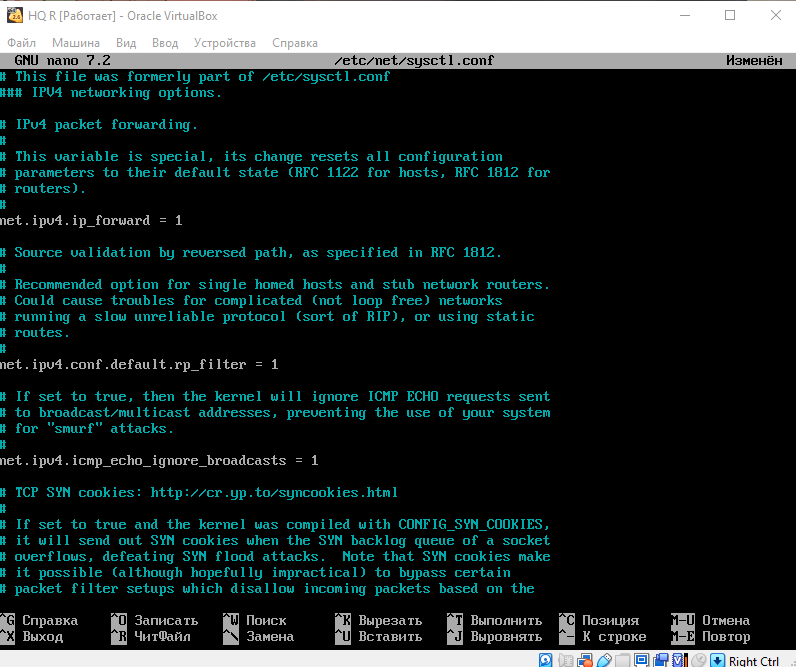 HQ R [Работает] - Oracle VirtualBox
Файл Машина Вид Ввод Устройства Справка
GNU nano 7.2 /etc/net/sysctl.conf Изменён
# This file was formerly part of /etc/sysctl.conf
### IPV4 networking options.
# IPv4 packet forwarding.
#
# This variable is special, its change resets all configuration
# parameters to their default state (RFC 1122 for hosts, RFC 1812 for
# routers).
#
net.ipv4.ip_forward = 1
# Source validation by reversed path, as specified in RFC 1812.
#
# Recommended option for single homed hosts and stub network routers.
# Could cause troubles for complicated (not loop free) networks
# running a slow unreliable protocol (sort of RIP), or using static
# routes.
#
net.ipv4.conf.default.rp_filter = 1
# If set to true, then the kernel will ignore ICMP ECHO requests sent
# to broadcast/multicast addresses, preventing the use of your system
# for "smurf" attacks.
#
net.ipv4.icmp_echo_ignore_broadcasts = 1
# TCP SYN cookies: http://cr.yp.to/syncookies.html
#
# If set to true and the kernel was compiled with CONFIG_SYN_COOKIES,
# it will send out SYN cookies when the SYN backlog queue of a socket
# overflows, defeating SYN flood attacks.  Note that SYN cookies make
# it possible (although hopefully impractical) to bypass certain
# packet filter setups which disallow incoming packets based on the
^G Справка ^O Записать ^W Поиск ^K Вырезать ^T Выполнить ^C Позиция M-U Отмена
^X Выход ^R ЧитФайл ^\ Замена ^U Вставить ^J Выровнять ^- К строке M-E Повтор
Right Ctrl